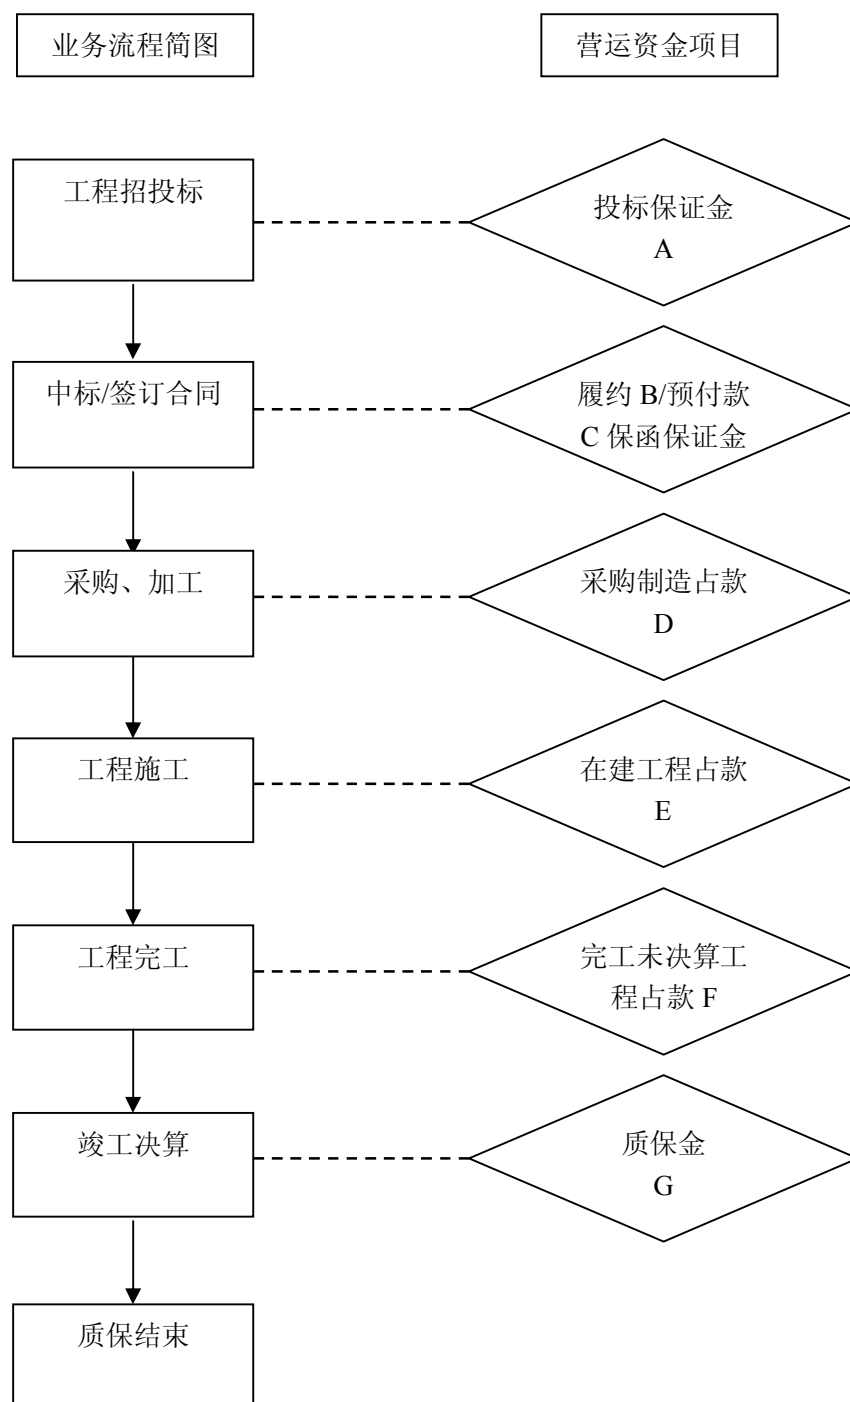 业务流程简图
营运资金项目
工程招投标
投标保证金
A
中标/签订合同
履约 B/预付款
C 保函保证金
采购、加工
采购制造占款
D
工程施工
在建工程占款
E
工程完工
完工未决算工
程占款 F
竣工决算
质保金
G
质保结束